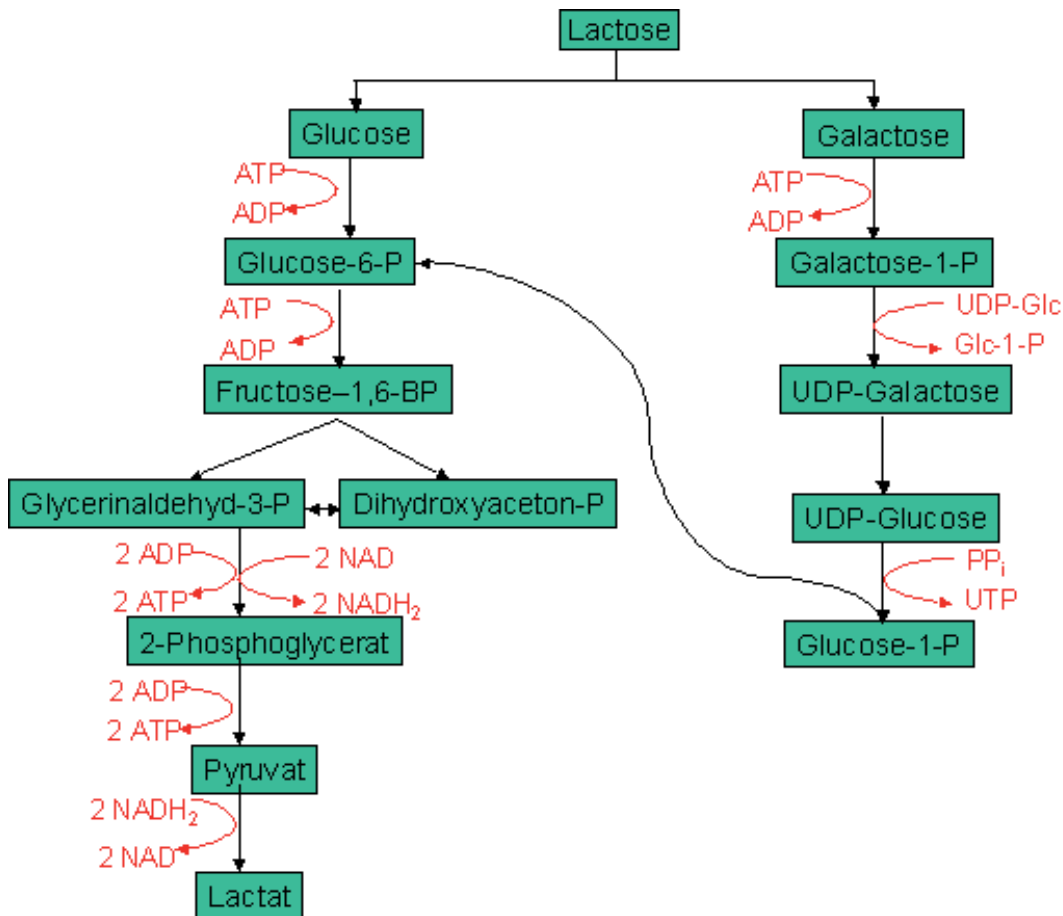 Lactose
Glucose
Galactose
ATP
ADP
ATP
ADP
Glucose-6-P
Galactose-1-P
ATP
ADP
UDP-Glc
Glc-1-P
Fructose–1,6-BP
UDP-Galactose
Glycerinaldehyd-3-P
Dihydroxyaceton-P
UDP-Glucose
2 ADP
2 NAD
2 ATP
2 NADH₂
PPᵢ
UTP
2-Phosphoglycerat
Glucose-1-P
2 ADP
2 ATP
Pyruvat
2 NADH₂
2 NAD
Lactat